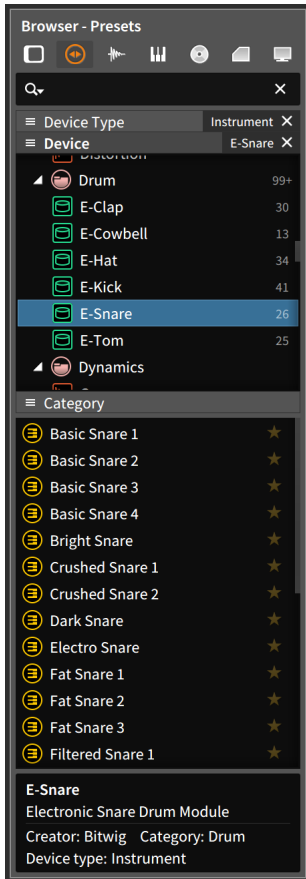 Browser - Presets
Device Type Instrument
Device E-Snare
Distortion
Drum 99+
E-Clap 30
E-Cowbell 13
E-Hat 34
E-Kick 41
E-Snare 26
E-Tom 25
Dynamics
Category
Basic Snare 1
Basic Snare 2
Basic Snare 3
Basic Snare 4
Bright Snare
Crushed Snare 1
Crushed Snare 2
Dark Snare
Electro Snare
Fat Snare 1
Fat Snare 2
Fat Snare 3
Filtered Snare 1
E-Snare
Electronic Snare Drum Module
Creator: Bitwig Category: Drum
Device type: Instrument